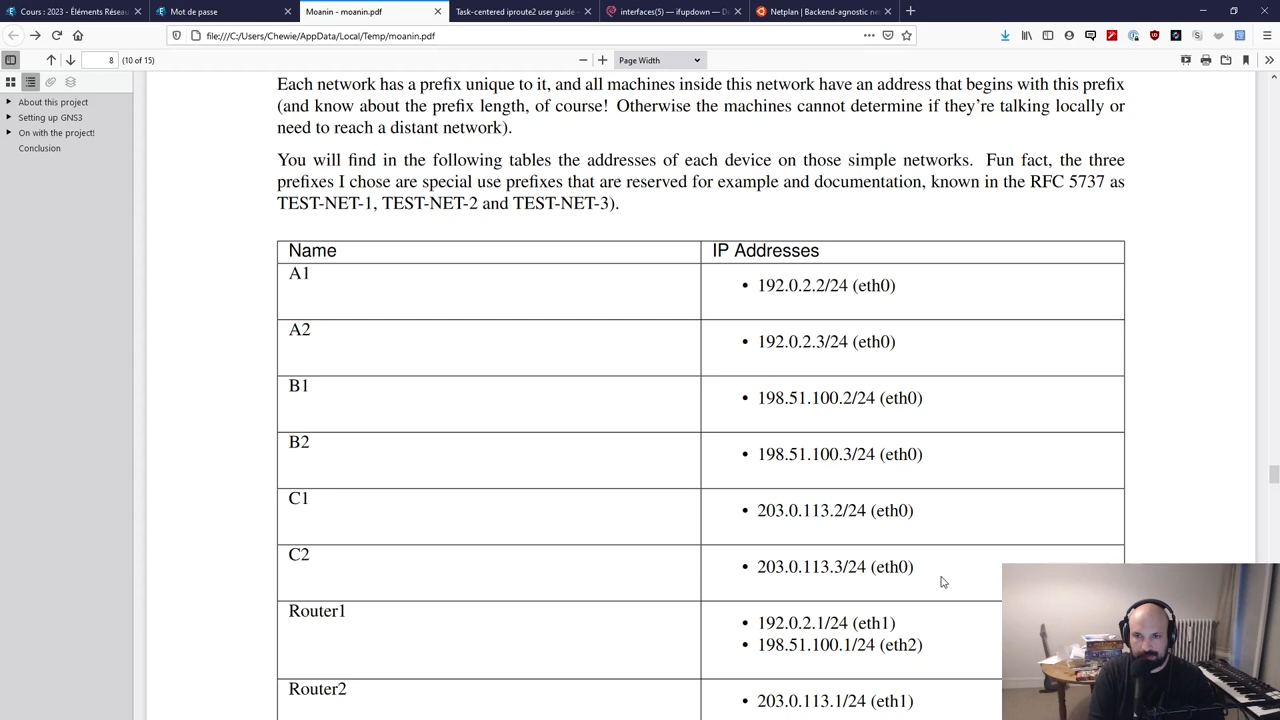 Cours : 2023 - Éléments Réseau
Mot de passe
Moanin - moanin.pdf
Task-centered iproute2 user guide -
interfaces(5) — ifupdown — D
Netplan | Backend-agnostic ne
file:///C:/Users/Chewie/AppData/Local/Temp/moanin.pdf
8 (10 of 15)
Page Width
About this project
Setting up GNS3
On with the project!
Conclusion
Each network has a prefix unique to it, and all machines inside this network have an address that begins with this prefix
(and know about the prefix length, of course! Otherwise the machines cannot determine if they're talking locally or
need to reach a distant network).
You will find in the following tables the addresses of each device on those simple networks. Fun fact, the three
prefixes I chose are special use prefixes that are reserved for example and documentation, known in the RFC 5737 as
TEST-NET-1, TEST-NET-2 and TEST-NET-3).
Name IP Addresses
A1
• 192.0.2.2/24 (eth0)
A2
• 192.0.2.3/24 (eth0)
B1
• 198.51.100.2/24 (eth0)
B2
• 198.51.100.3/24 (eth0)
C1
• 203.0.113.2/24 (eth0)
C2
• 203.0.113.3/24 (eth0)
Router1
• 192.0.2.1/24 (eth1)
• 198.51.100.1/24 (eth2)
Router2
• 203.0.113.1/24 (eth1)